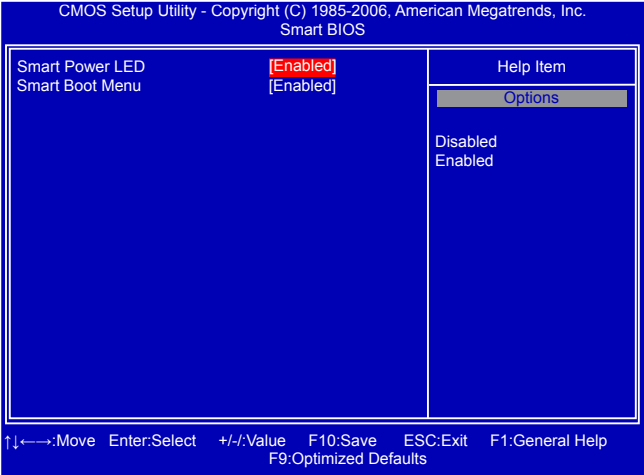 CMOS Setup Utility - Copyright (C) 1985-2006, American Megatrends, Inc.
Smart BIOS
Smart Power LED [Enabled]
Smart Boot Menu [Enabled]
Help Item
Options
Disabled
Enabled
↑↓←→:Move Enter:Select +/-/:Value F10:Save ESC:Exit F1:General Help
F9:Optimized Defaults